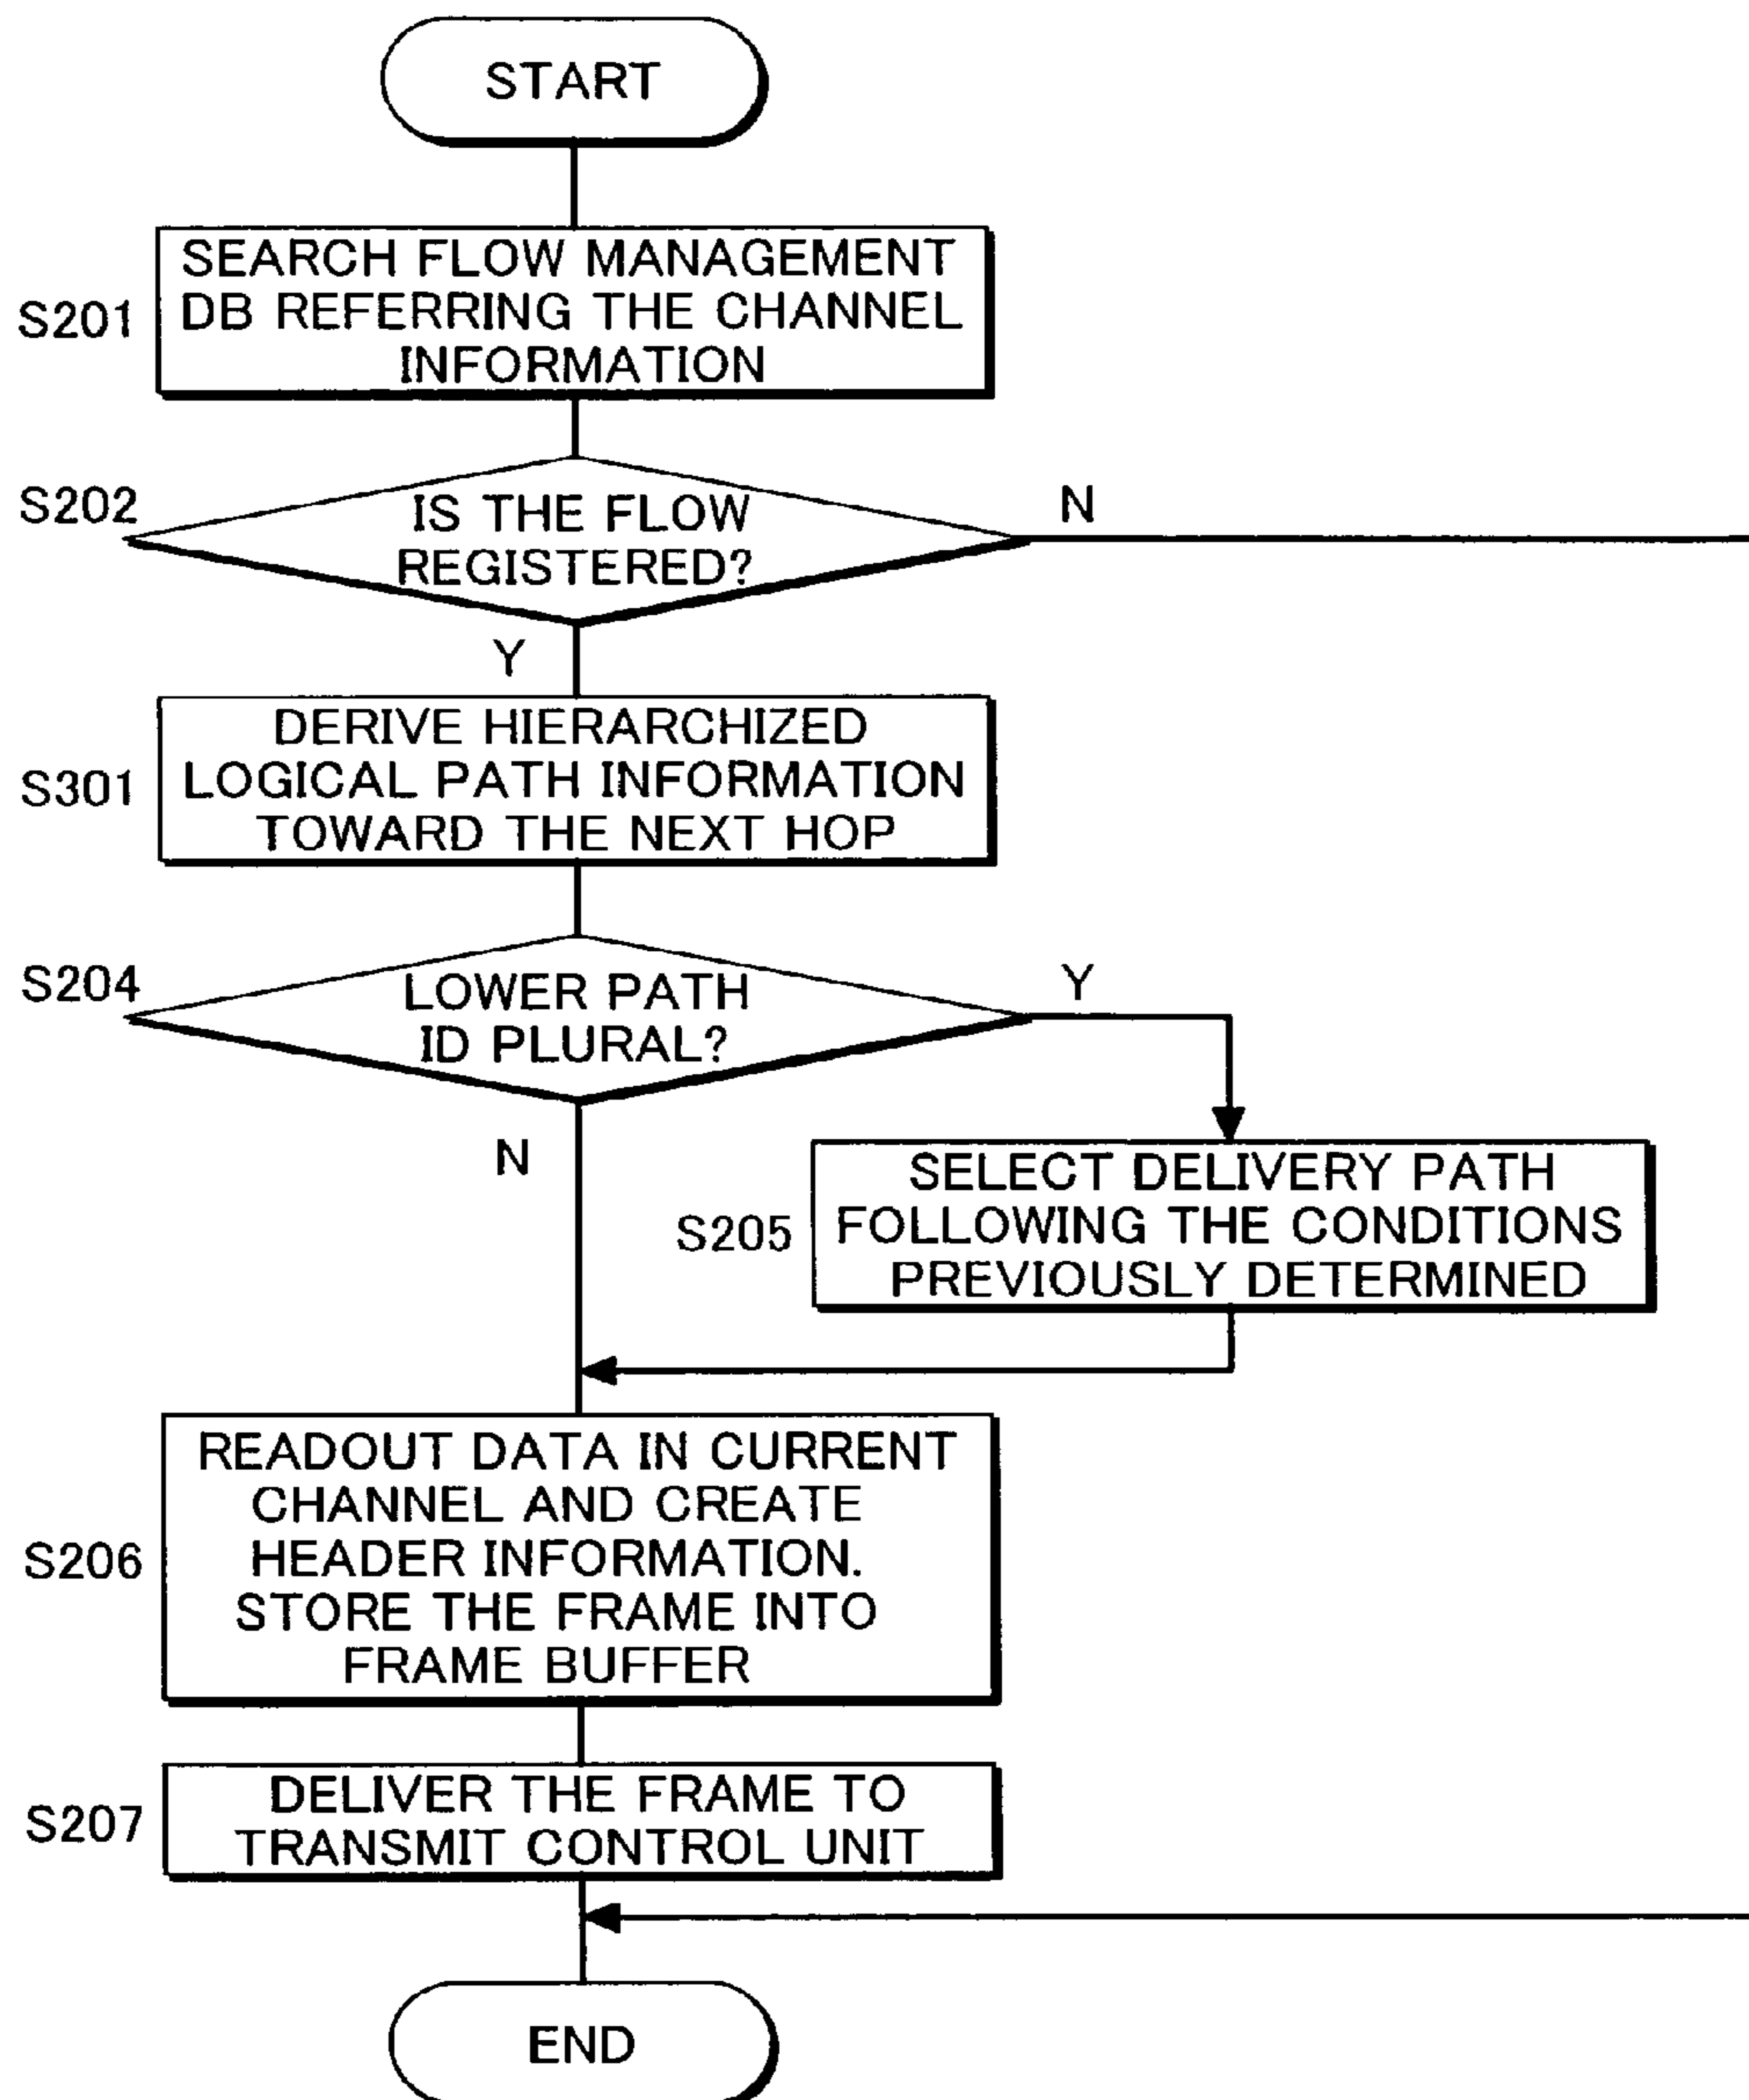 START
S201
SEARCH FLOW MANAGEMENT
DB REFERRING THE CHANNEL
INFORMATION
S202
IS THE FLOW
REGISTERED?
N
Y
S301
DERIVE HIERARCHIZED
LOGICAL PATH INFORMATION
TOWARD THE NEXT HOP
S204
LOWER PATH
ID PLURAL?
Y
N
S205
SELECT DELIVERY PATH
FOLLOWING THE CONDITIONS
PREVIOUSLY DETERMINED
S206
READOUT DATA IN CURRENT
CHANNEL AND CREATE
HEADER INFORMATION.
STORE THE FRAME INTO
FRAME BUFFER
S207
DELIVER THE FRAME TO
TRANSMIT CONTROL UNIT
END